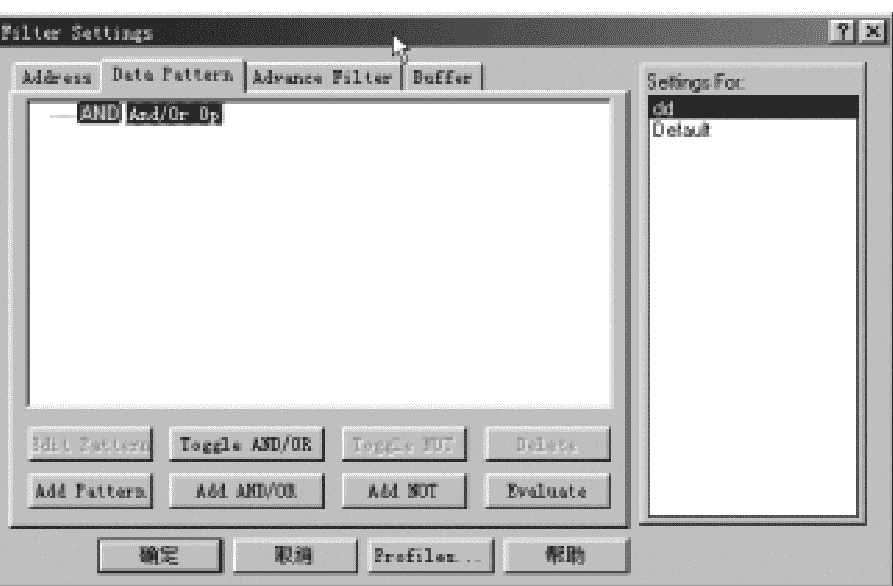 Filter Settings
Address Data Pattern Advance Filter Buffer
Settings For:
AND And/Or Op
dd
Default
Edit Pattern Toggle AND/OR Toggle NOT Delete
Add Pattern Add AND/OR Add NOT Evaluate
确定 取消 Profiles... 帮助